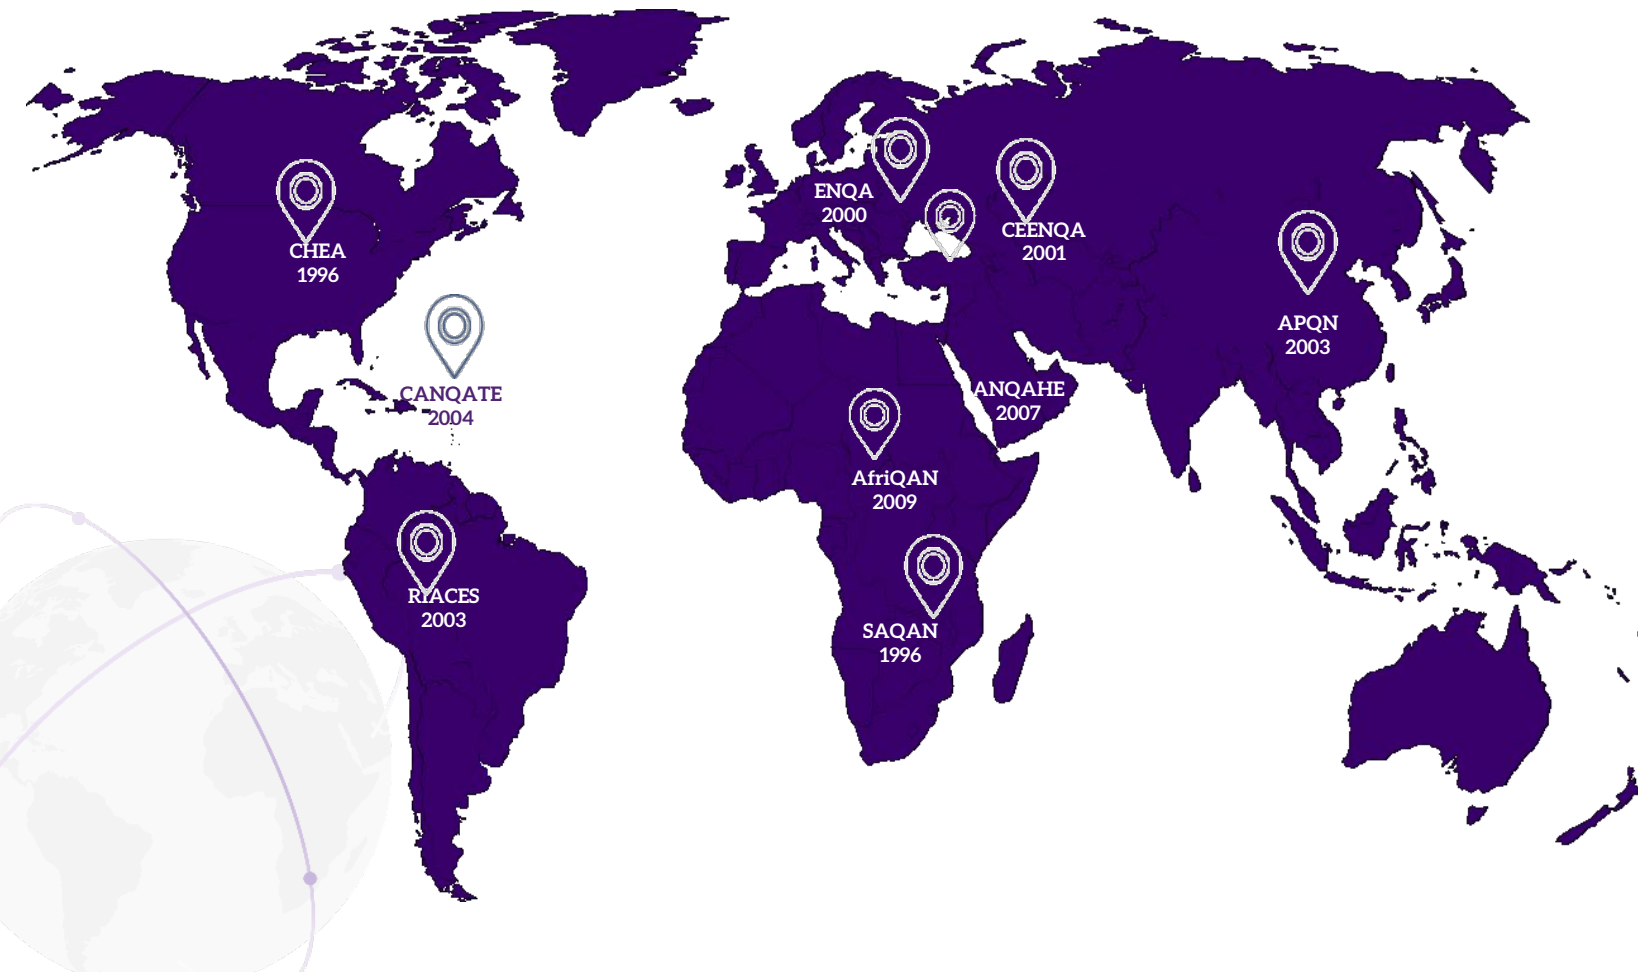 ENQA
2000
CEENQA
2001
CHEA
1996
APQN
2003
CANQATE
2004
ANQAHE
2007
AfriQAN
2009
RIACES
2003
SAQAN
1996